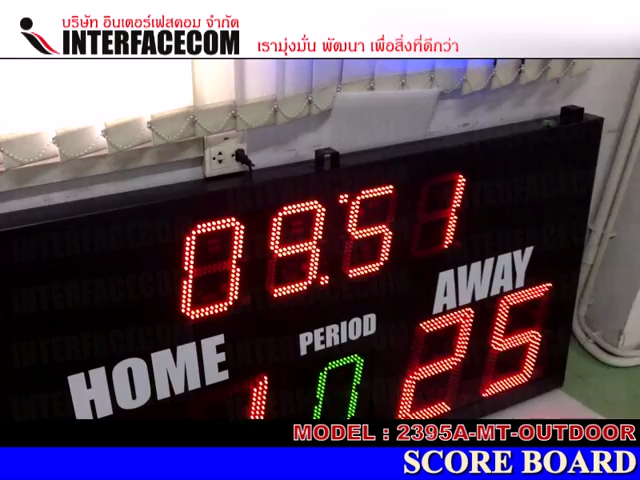 บริษัท อินเตอร์เฟสคอม จำกัด
INTERFACECOM
เรามุ่งมั่น พัฒนา เพื่อสิ่งที่ดีกว่า
09:51
HOME PERIOD AWAY
25
MODEL : 2395A-MT-OUTDOOR
SCORE BOARD